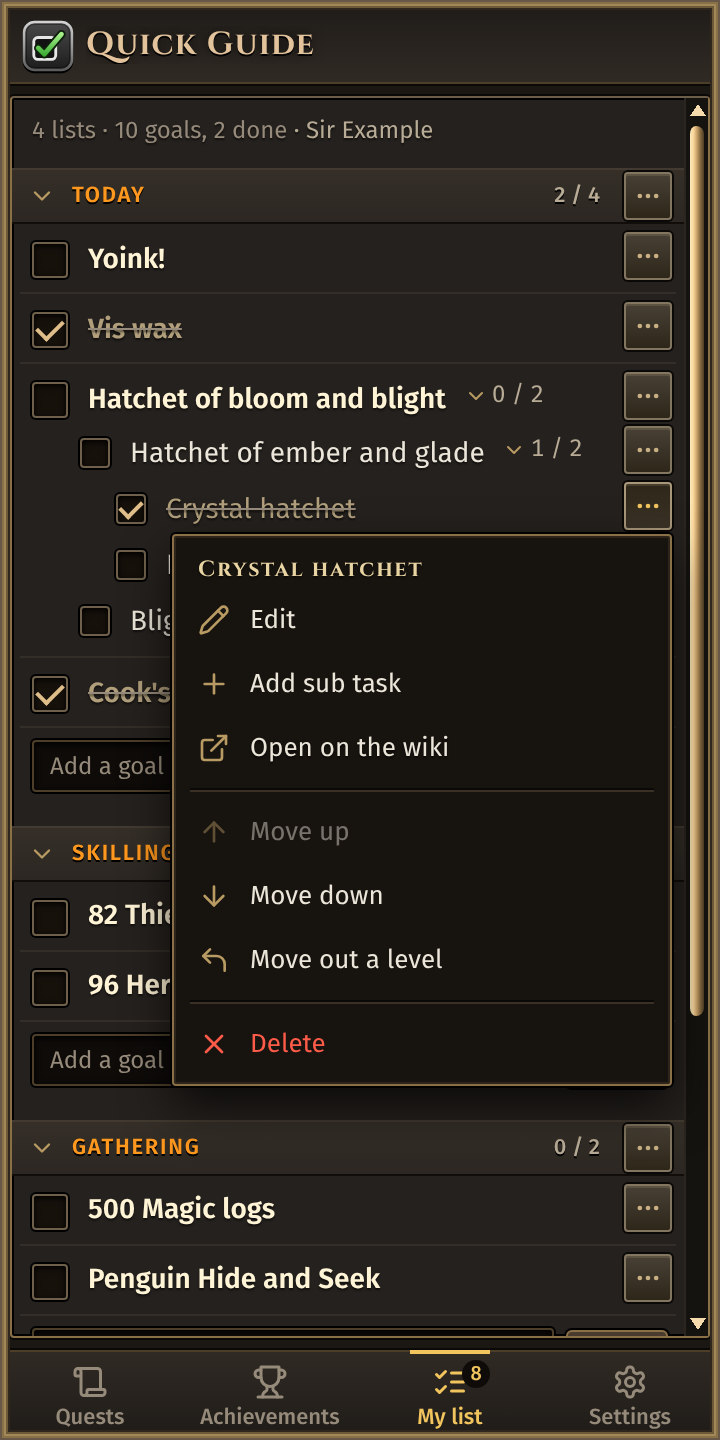 Quick Guide
4 lists · 10 goals, 2 done · Sir Example
TODAY 2 / 4
Yoink!
Vis wax
Hatchet of bloom and blight 0 / 2
Hatchet of ember and glade 1 / 2
Crystal hatchet
Crystal hatchet
Edit
Add sub task
Open on the wiki
Move up
Move down
Move out a level
Delete
Cook's
Add a goal
SKILLING
82
96
Add a goal
GATHERING 0 / 2
500 Magic logs
Penguin Hide and Seek
Quests
Achievements
My list 8
Settings